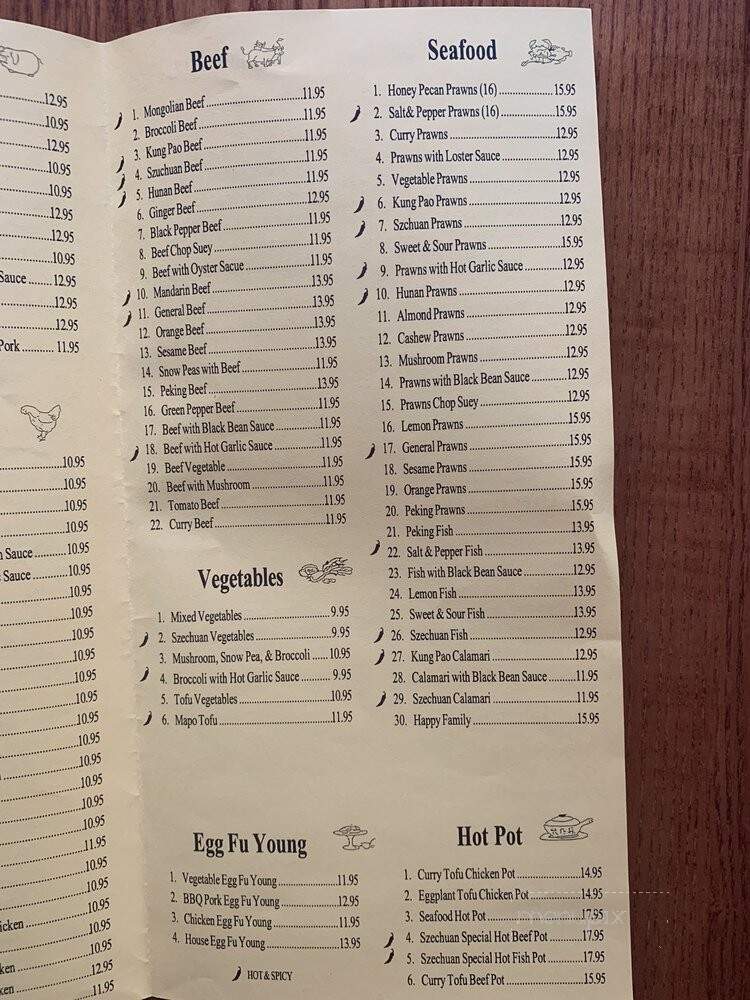 12.95
10.95
12.95
10.95
10.95
12.95
12.95
10.95
Sauce ........ 12.95
12.95
12.95
Pork ........... 11.95
10.95
10.95
10.95
10.95
Sauce .......... 10.95
Sauce .......... 10.95
10.95
10.95
10.95
10.95
10.95
10.95
10.95
10.95
10.95
10.95
10.95
10.95
11.95
10.95
10.95
10.95
10.95
12.95
11.95
Beef
1. Mongolian Beef 11.95
2. Broccoli Beef 11.95
3. Kung Pao Beef 11.95
4. Szuchuan Beef 11.95
5. Hunan Beef 11.95
6. Ginger Beef 12.95
7. Black Pepper Beef 11.95
8. Beef Chop Suey 11.95
9. Beef with Oyster Sacue 11.95
10. Mandarin Beef 13.95
11. General Beef 13.95
12. Orange Beef 13.95
13. Sesame Beef 13.95
14. Snow Peas with Beef 11.95
15. Peking Beef 13.95
16. Green Pepper Beef 11.95
17. Beef with Black Bean Sauce 11.95
18. Beef with Hot Garlic Sauce 11.95
19. Beef Vegetable 11.95
20. Beef with Mushroom 11.95
21. Tomato Beef 11.95
22. Curry Beef 11.95
Vegetables
1. Mixed Vegetables 9.95
2. Szechuan Vegetables 9.95
3. Mushroom, Snow Pea, & Broccoli 10.95
4. Broccoli with Hot Garlic Sauce 9.95
5. Tofu Vegetables 10.95
6. Mapo Tofu 11.95
Egg Fu Young
1. Vegetable Egg Fu Young 11.95
2. BBQ Pork Egg Fu Young 12.95
3. Chicken Egg Fu Young 11.95
4. House Egg Fu Young 13.95
HOT & SPICY
Seafood
1. Honey Pecan Prawns (16) 15.95
2. Salt& Pepper Prawns (16) 15.95
3. Curry Prawns 12.95
4. Prawns with Loster Sauce 12.95
5. Vegetable Prawns 12.95
6. Kung Pao Prawns 12.95
7. Szchuan Prawns 12.95
8. Sweet & Sour Prawns 15.95
9. Prawns with Hot Garlic Sauce 12.95
10. Hunan Prawns 12.95
11. Almond Prawns 12.95
12. Cashew Prawns 12.95
13. Mushroom Prawns 12.95
14. Prawns with Black Bean Sauce 12.95
15. Prawns Chop Suey 12.95
16. Lemon Prawns 15.95
17. General Prawns 15.95
18. Sesame Prawns 15.95
19. Orange Prawns 15.95
20. Peking Prawns 15.95
21. Peking Fish 13.95
22. Salt & Pepper Fish 13.95
23. Fish with Black Bean Sauce 12.95
24. Lemon Fish 13.95
25. Sweet & Sour Fish 13.95
26. Szechuan Fish 12.95
27. Kung Pao Calamari 12.95
28. Calamari with Black Bean Sauce 11.95
29. Szechuan Calamari 11.95
30. Happy Family 15.95
Hot Pot
1. Curry Tofu Chicken Pot 14.95
2. Eggplant Tofu Chicken Pot 14.95
3. Seafood Hot Pot 17.95
4. Szechuan Special Hot Beef Pot 17.95
5. Szechuan Special Hot Fish Pot 17.95
6. Curry Tofu Beef Pot 15.95